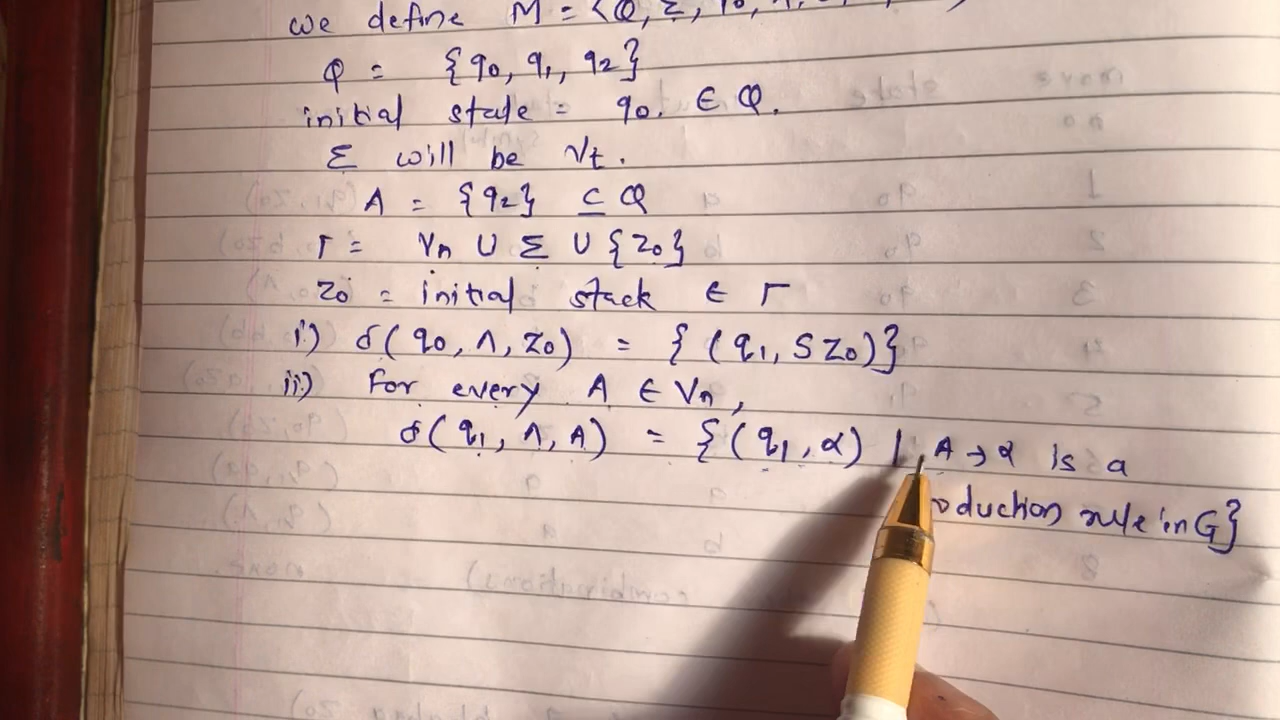 we define M = <Q, Σ, q0,
Q = {q0, q1, q2}
initial state = q0. ∈ Q.
Σ will be Vt.
A = {q2} ⊆ Q
Γ = Vn ∪ Σ ∪ {Z0}
Z0 = initial stack ∈ Γ
i) δ(q0, Λ, Z0) = {(q1, SZ0)}
ii) For every A ∈ Vn,
δ(q1, Λ, A) = {(q1, α) | A → α is a
oduction rule in G}